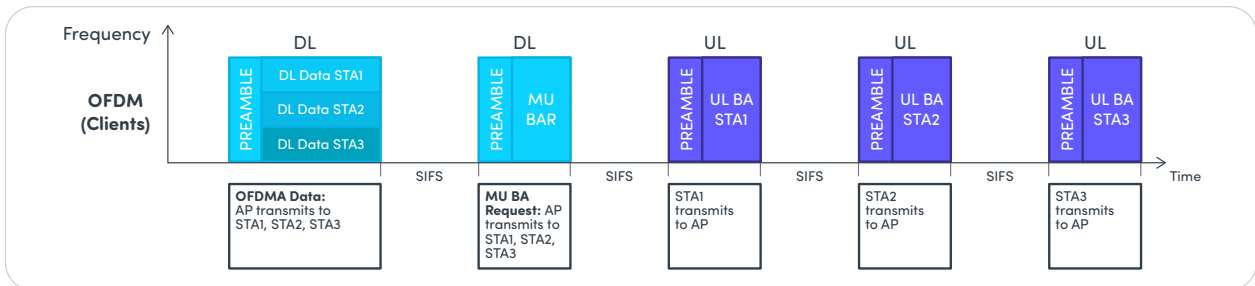 Frequency
OFDM
(Clients)
DL
DL
UL
UL
UL
PREAMBLE
DL Data STA1
DL Data STA2
DL Data STA3
PREAMBLE
MU
BAR
PREAMBLE
UL BA
STA1
PREAMBLE
UL BA
STA2
PREAMBLE
UL BA
STA3
SIFS
SIFS
SIFS
SIFS
Time
OFDMA Data:
AP transmits to
STA1, STA2, STA3
MU BA
Request: AP
transmits to
STA1, STA2,
STA3
STA1
transmits
to AP
STA2
transmits
to AP
STA3
transmits
to AP